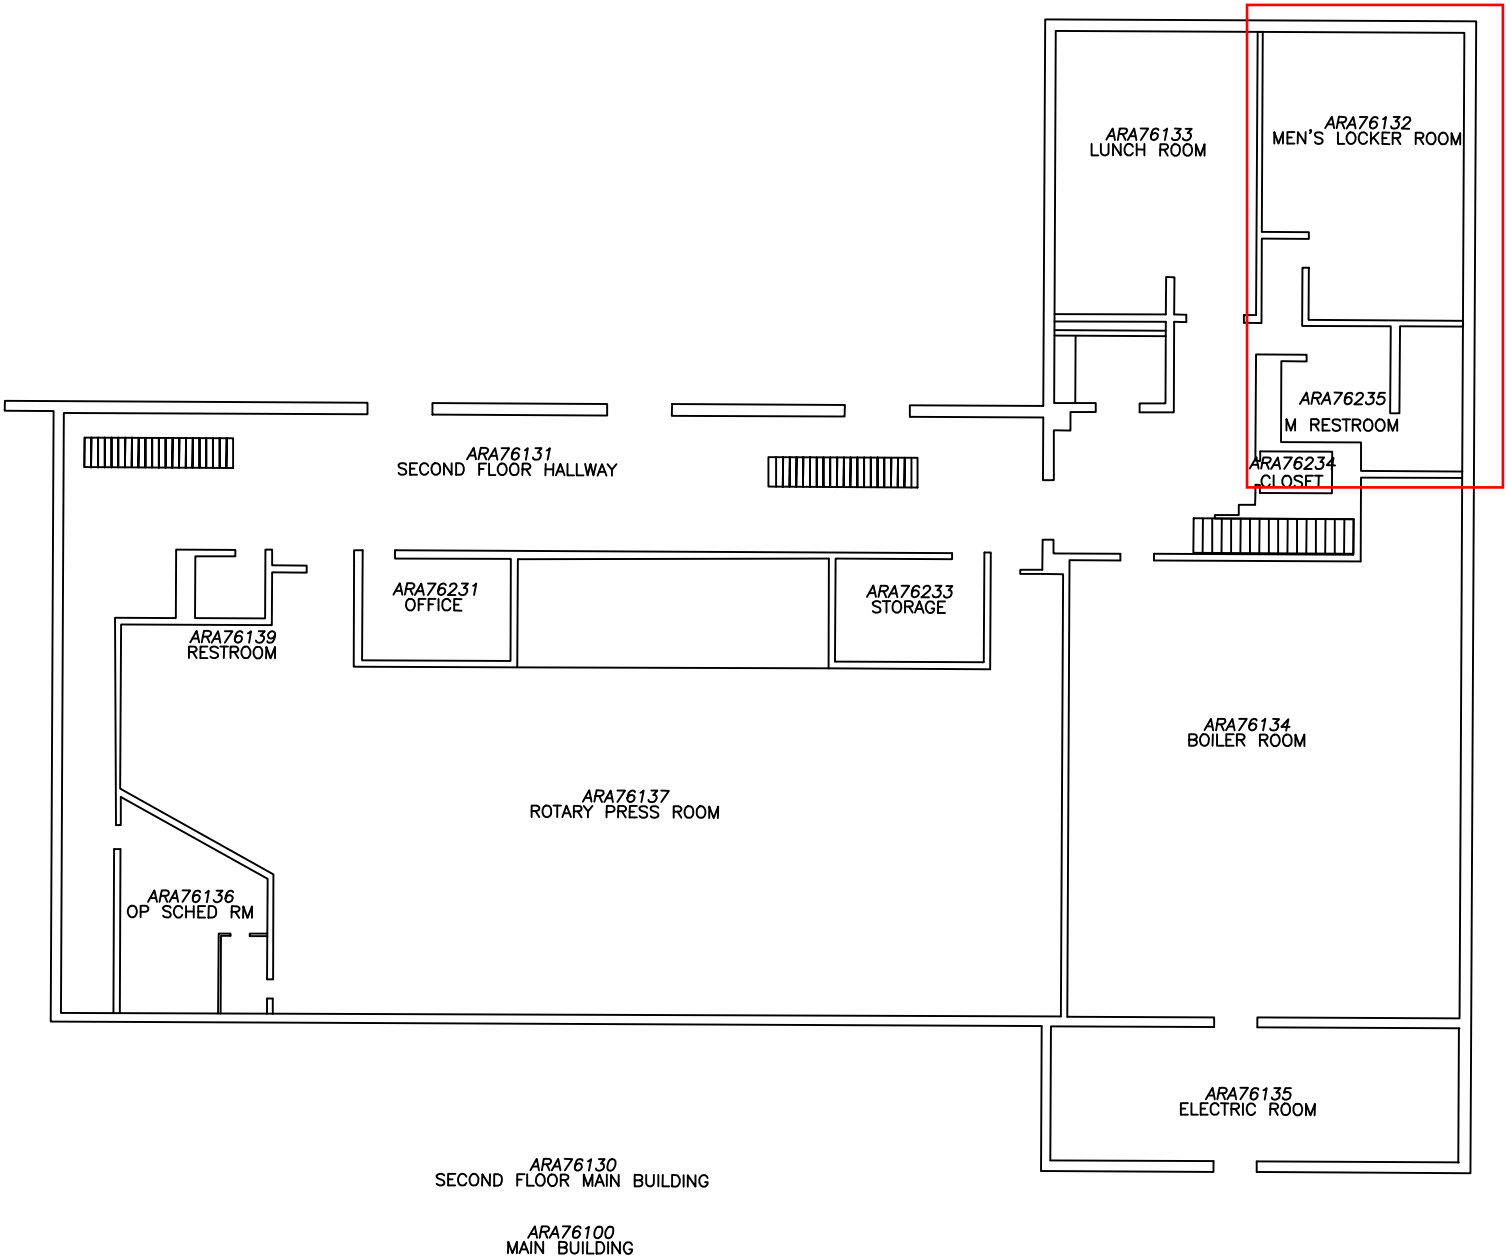 ARA76132
MEN'S LOCKER ROOM
ARA76133
LUNCH ROOM
ARA76235
M RESTROOM
ARA76131
SECOND FLOOR HALLWAY
ARA76234
CLOSET
ARA76231
OFFICE
ARA76233
STORAGE
ARA76139
RESTROOM
ARA76134
BOILER ROOM
ARA76137
ROTARY PRESS ROOM
ARA76136
OP SCHED RM
ARA76135
ELECTRIC ROOM
ARA76130
SECOND FLOOR MAIN BUILDING
ARA76100
MAIN BUILDING